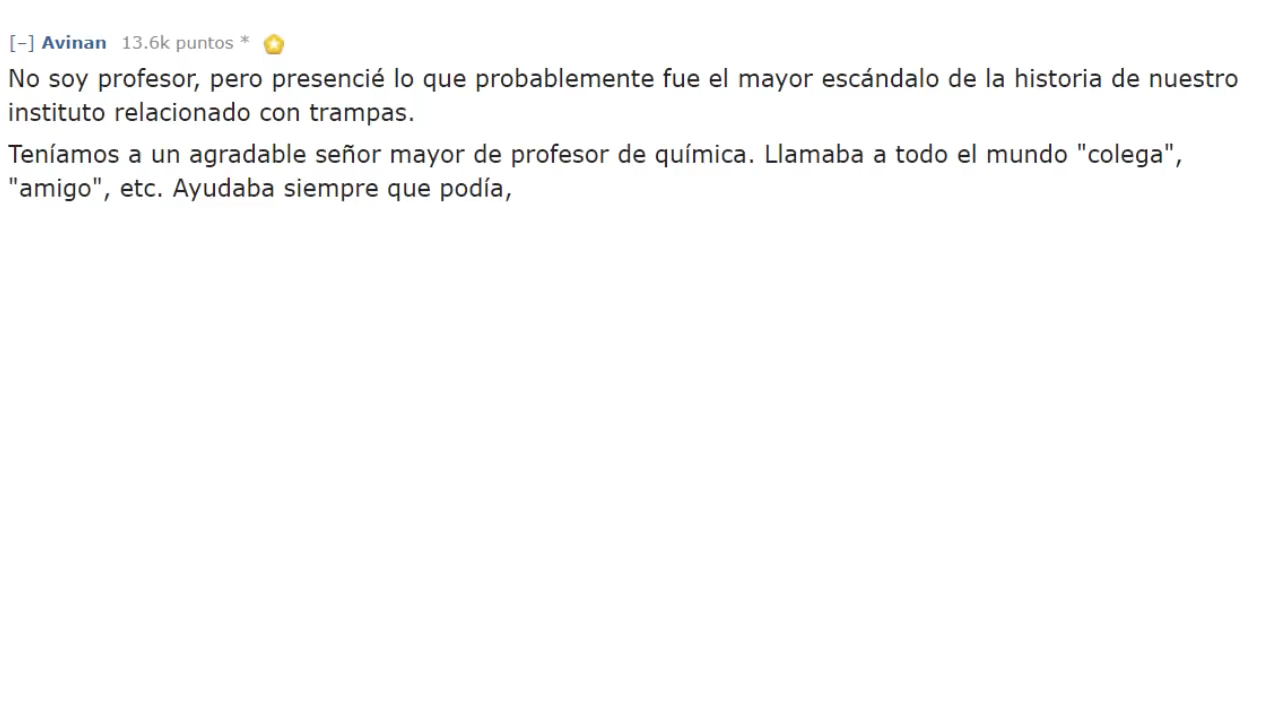 [−] Avinan 13.6k puntos *
No soy profesor, pero presencié lo que probablemente fue el mayor escándalo de la historia de nuestro
instituto relacionado con trampas.
Teníamos a un agradable señor mayor de profesor de química. Llamaba a todo el mundo "colega",
"amigo", etc. Ayudaba siempre que podía,